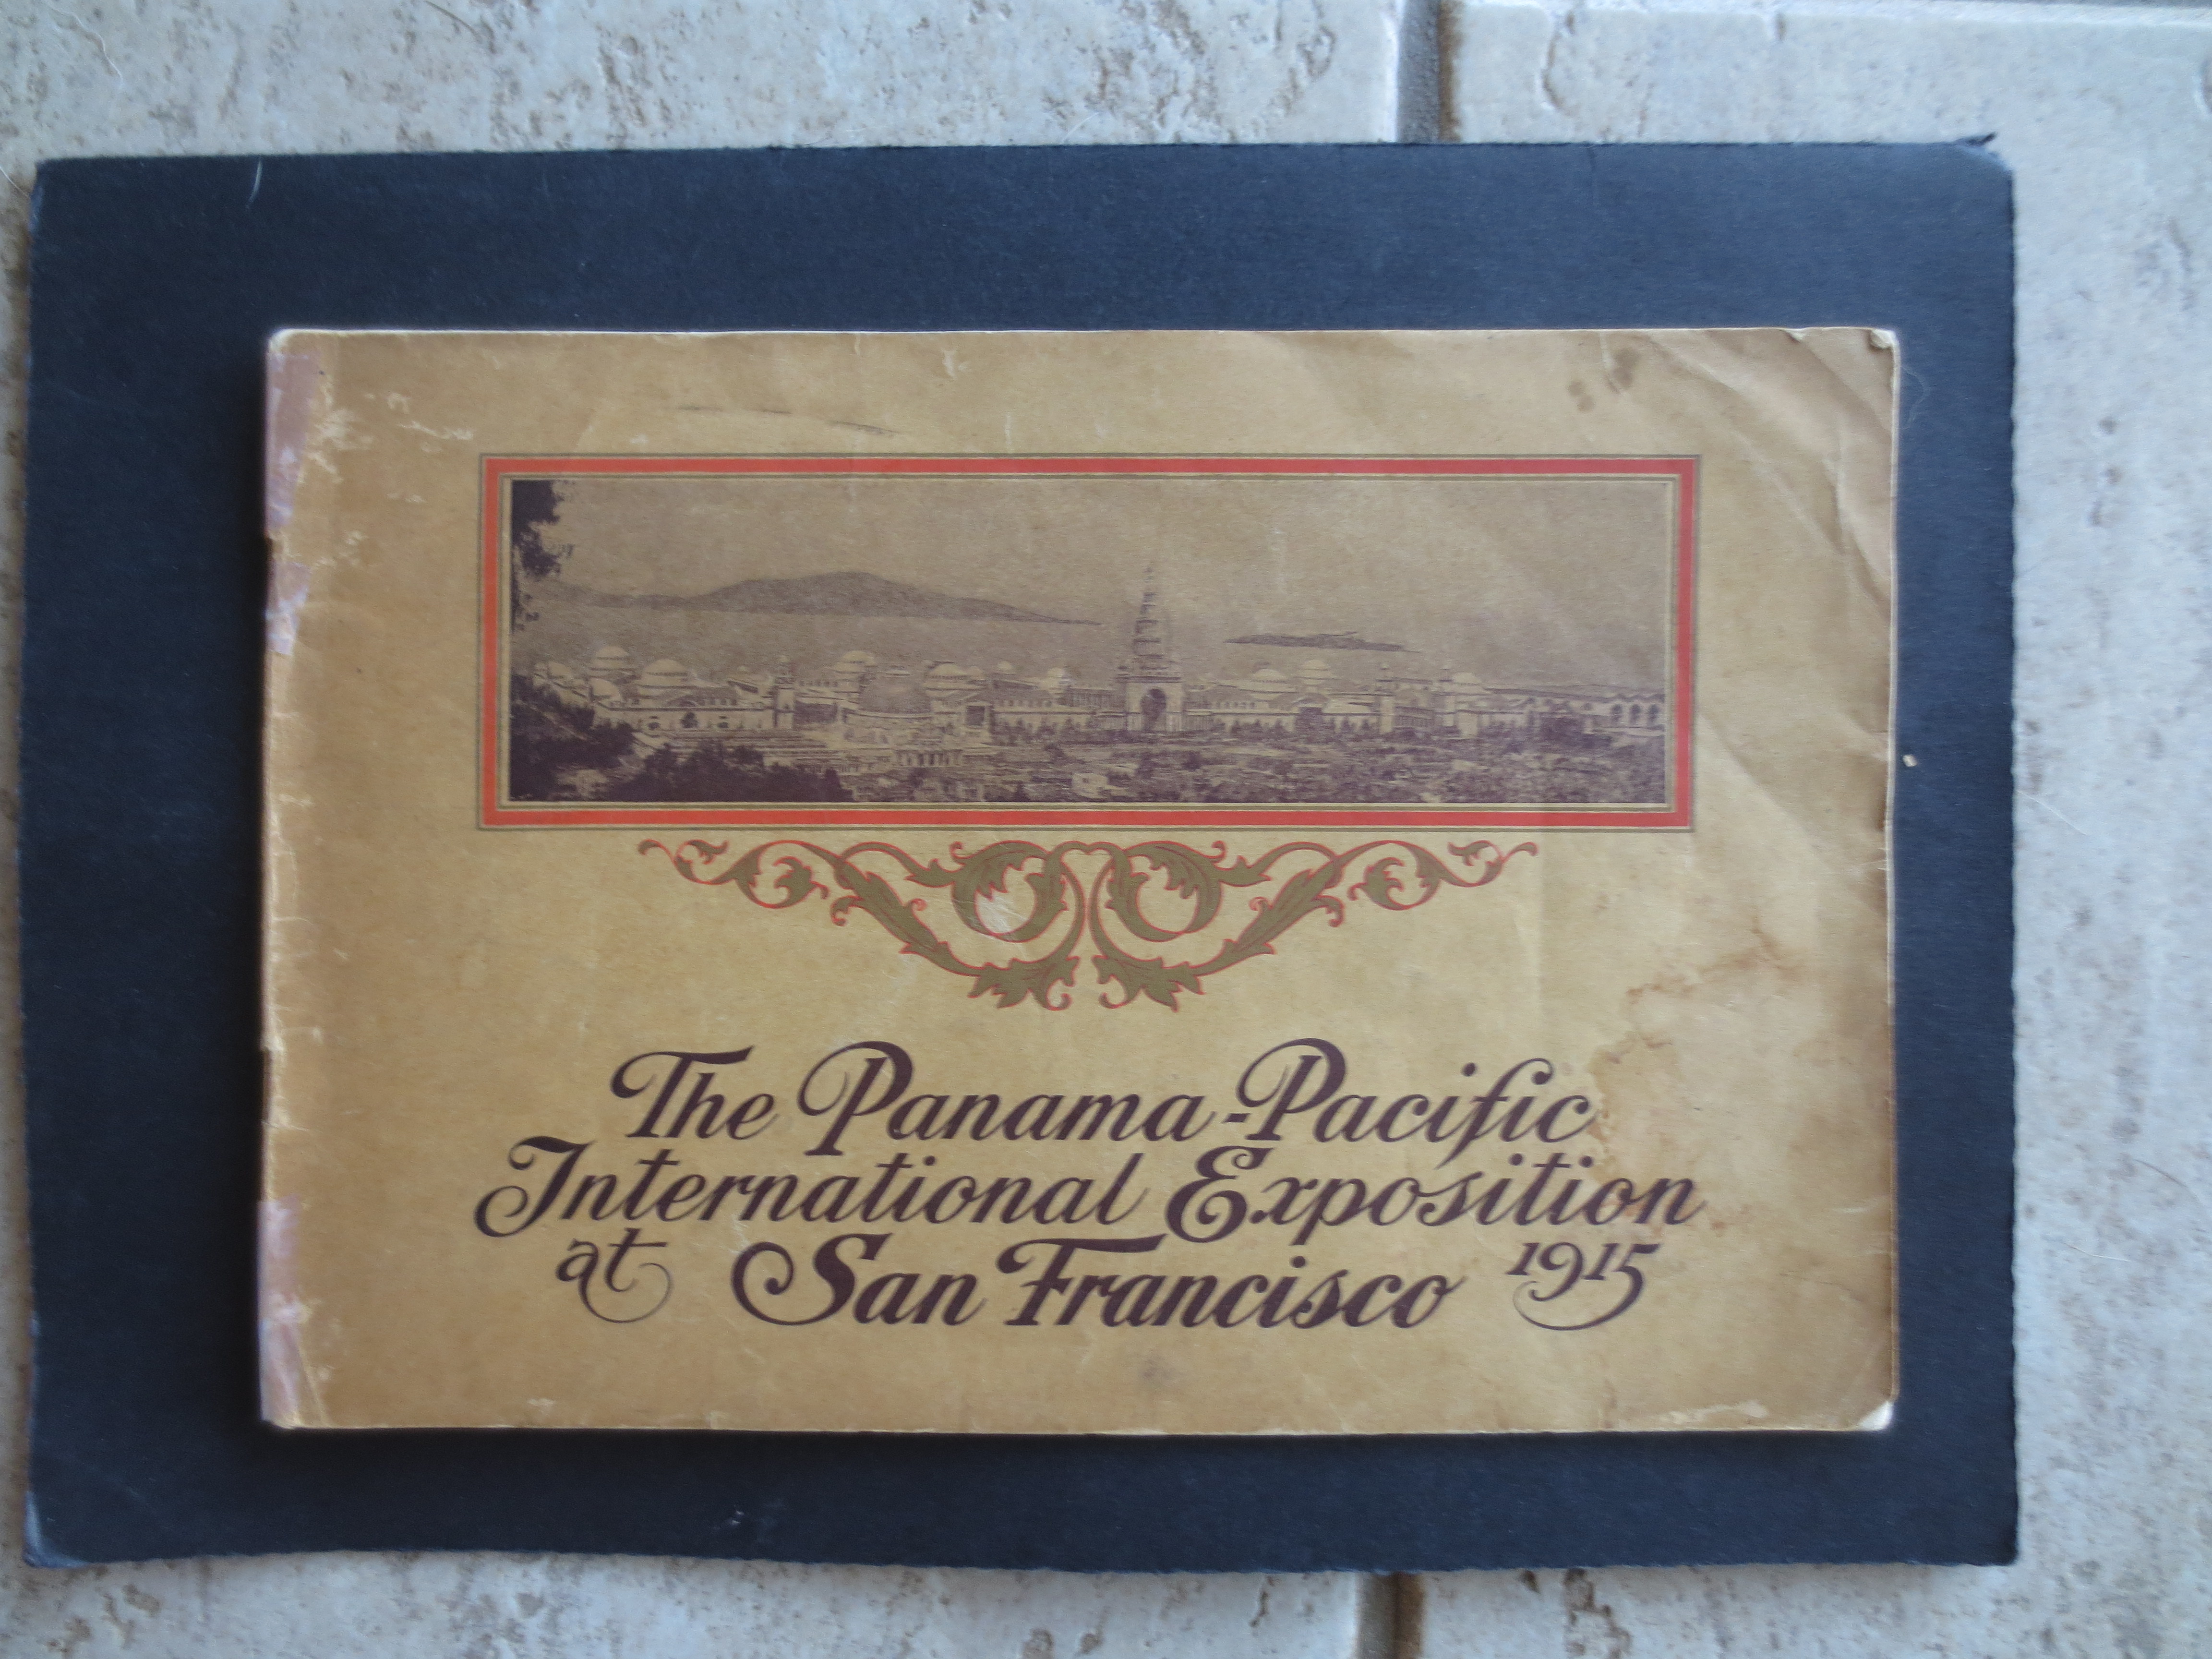 The Panama-Pacific
International Exposition
at San Francisco 1915